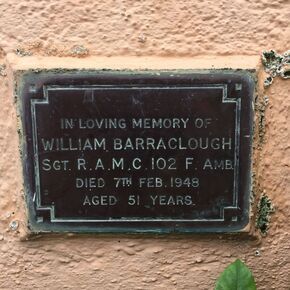 IN LOVING MEMORY OF
WILLIAM BARRACLOUGH
SGT. R.A.M.C. 102 F. AMB.
DIED 7TH FEB. 1948
AGED 51 YEARS.